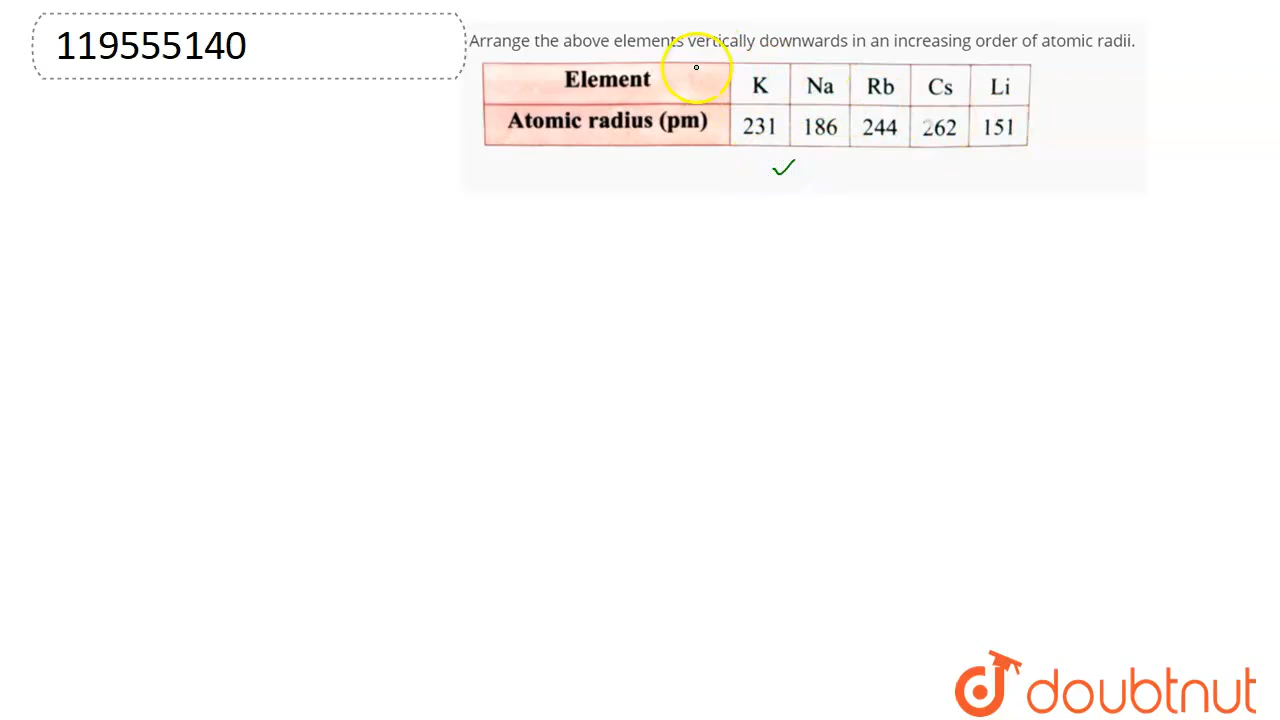 119555140
Arrange the above elements vertically downwards in an increasing order of atomic radii.
Element K Na Rb Cs Li
Atomic radius (pm) 231 186 244 262 151
doubtnut